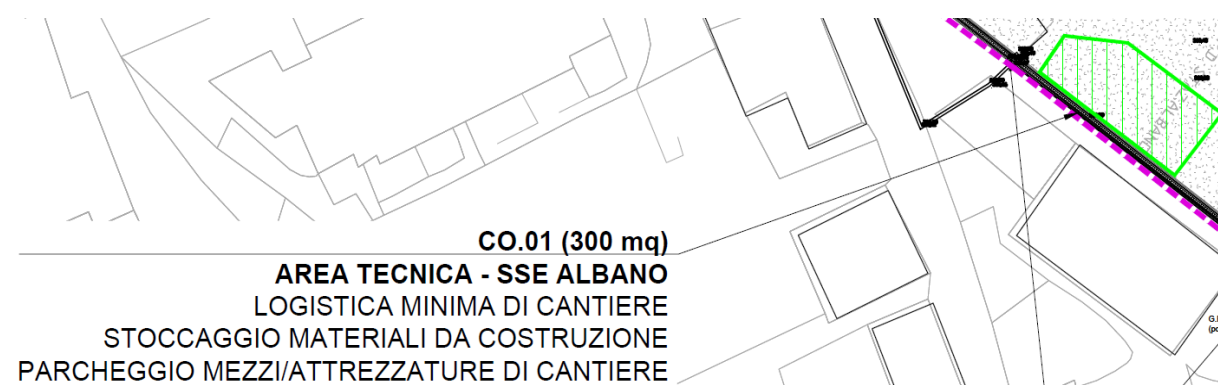 CO.01 (300 mq)
AREA TECNICA - SSE ALBANO
LOGISTICA MINIMA DI CANTIERE
STOCCAGGIO MATERIALI DA COSTRUZIONE
PARCHEGGIO MEZZI/ATTREZZATURE DI CANTIERE